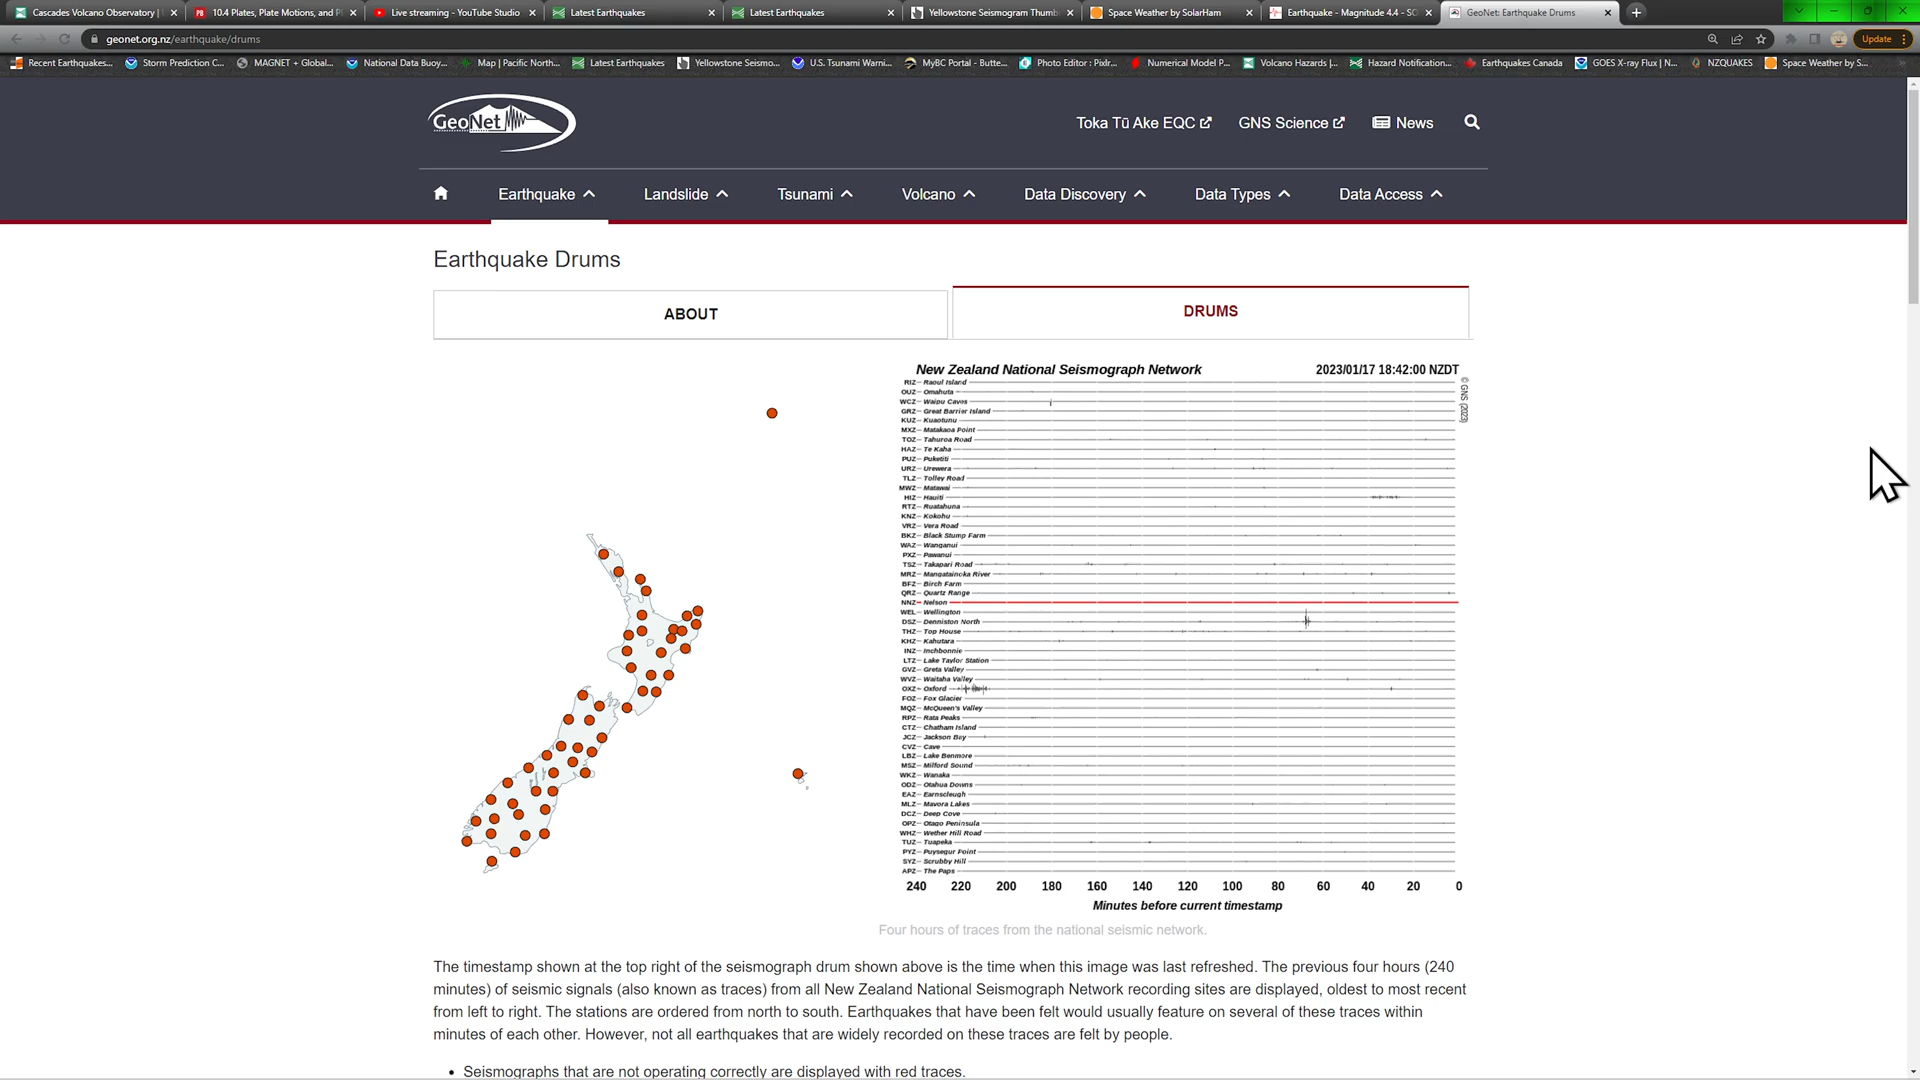 Cascades Volcano Observatory |
10.4 Plates, Plate Motions, and P
Live streaming - YouTube Studio
Latest Earthquakes
Latest Earthquakes
Yellowstone Seismogram Thumb
Space Weather by SolarHam
Earthquake - Magnitude 4.4 - SO
GeoNet: Earthquake Drums
geonet.org.nz/earthquake/drums
Update
Recent Earthquakes...
Storm Prediction C...
MAGNET + Global...
National Data Buoy...
Map | Pacific North...
Latest Earthquakes
Yellowstone Seismo...
U.S. Tsunami Warni...
MyBC Portal - Butte...
Photo Editor : Pixlr...
Numerical Model P...
Volcano Hazards |...
Hazard Notification...
Earthquakes Canada
GOES X-ray Flux | N...
NZQUAKES
Space Weather by S...
GeoNet
Toka Tū Ake EQC
GNS Science
News
Earthquake
Landslide
Tsunami
Volcano
Data Discovery
Data Types
Data Access
Earthquake Drums
ABOUT
DRUMS
New Zealand National Seismograph Network
2023/01/17 18:42:00 NZDT
© GNS (2023)
RIZ- Raoul Island
OUZ- Omahuta
WCZ- Waipu Caves
GRZ- Great Barrier Island
KUZ- Kuaotunu
MXZ- Matakaoa Point
TOZ- Tahuroa Road
HAZ- Te Kaha
PUZ- Puketiti
URZ- Urewera
TLZ- Tolley Road
MWZ- Matawai
HIZ- Hauiti
RTZ- Ruatahuna
KNZ- Kokohu
VRZ- Vera Road
BKZ- Black Stump Farm
WAZ- Wanganui
PXZ- Pawanui
TSZ- Takapari Road
MRZ- Mangatainoka River
BFZ- Birch Farm
QRZ- Quartz Range
NNZ- Nelson
WEL- Wellington
DSZ- Denniston North
THZ- Top House
KHZ- Kahutara
INZ- Inchbonnie
LTZ- Lake Taylor Station
GVZ- Greta Valley
WVZ- Waitaha Valley
OXZ- Oxford
FOZ- Fox Glacier
MQZ- McQueen's Valley
RPZ- Rata Peaks
CTZ- Chatham Island
JCZ- Jackson Bay
CVZ- Cave
LBZ- Lake Benmore
MSZ- Milford Sound
WKZ- Wanaka
ODZ- Otahua Downs
EAZ- Earnscleugh
MLZ- Mavora Lakes
DCZ- Deep Cove
OPZ- Otago Peninsula
WHZ- Wether Hill Road
TUZ- Tuapeka
PYZ- Puysegur Point
SYZ- Scrubby Hill
APZ- The Paps
240 220 200 180 160 140 120 100 80 60 40 20 0
Minutes before current timestamp
Four hours of traces from the national seismic network.
The timestamp shown at the top right of the seismograph drum shown above is the time when this image was last refreshed. The previous four hours (240
minutes) of seismic signals (also known as traces) from all New Zealand National Seismograph Network recording sites are displayed, oldest to most recent
from left to right. The stations are ordered from north to south. Earthquakes that have been felt would usually feature on several of these traces within
minutes of each other. However, not all earthquakes that are widely recorded on these traces are felt by people.
• Seismographs that are not operating correctly are displayed with red traces.